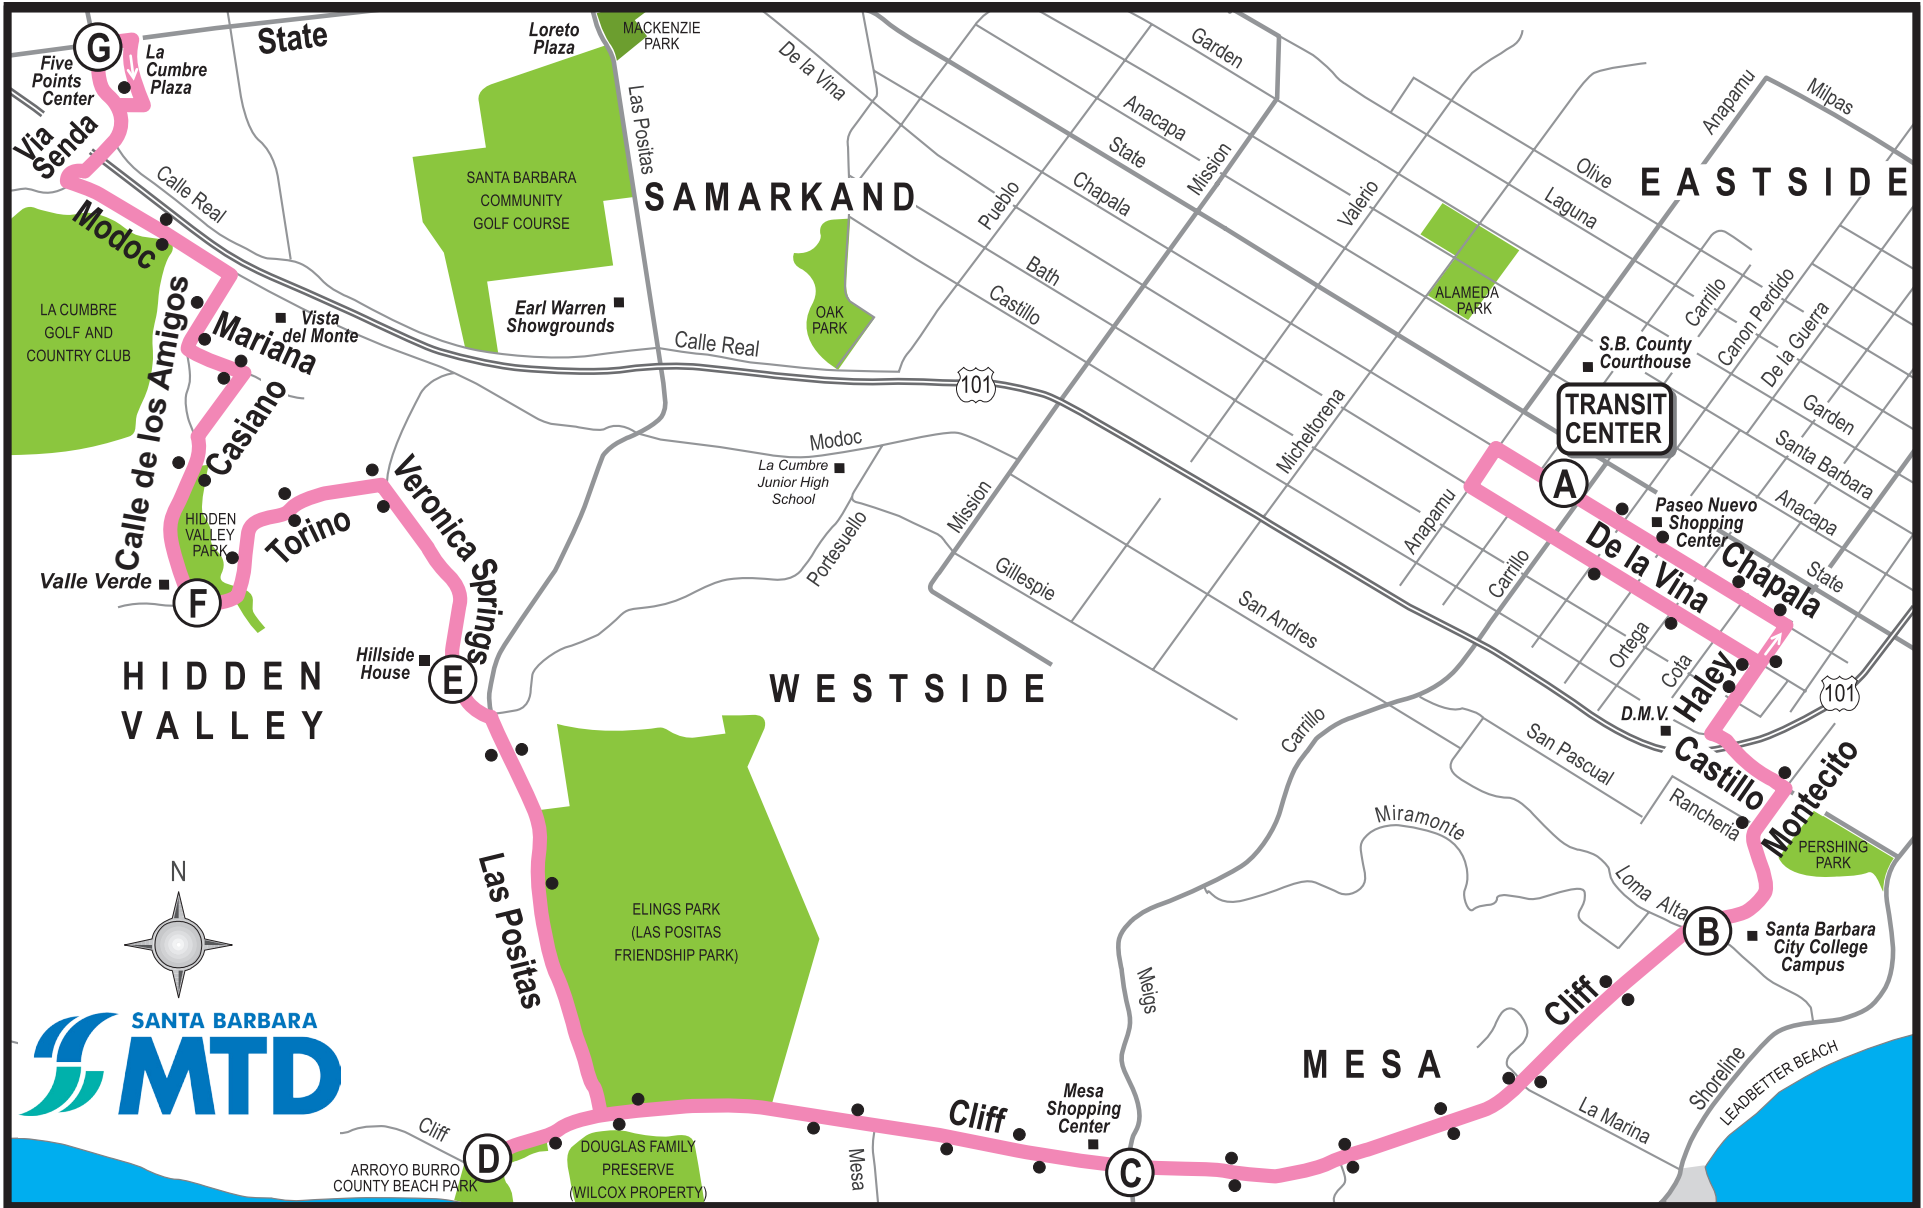 G
State
Five
Points
Center
La
Cumbre
Plaza
Via
Senda
Loreto
Plaza
MACKENZIE
PARK
De la Vina
Garden
Las Positas
Anacapa
State
Mission
Chapala
Anapamu
Milpas
Olive
Laguna
EASTSIDE
Calle Real
SANTA BARBARA
COMMUNITY
GOLF COURSE
SAMARKAND
Pueblo
Valerio
Modoc
Bath
Castillo
Carrillo
Canon Perdido
De la Guerra
ALAMEDA
PARK
LA CUMBRE
GOLF AND
COUNTRY CLUB
Calle de los Amigos
Mariana
Vista
del Monte
Earl Warren
Showgrounds
OAK
PARK
Calle Real
101
S.B. County
Courthouse
TRANSIT
CENTER
Garden
Santa Barbara
Anacapa
Casiano
Micheltorena
Modoc
La Cumbre
Junior High
School
A
Veronica Springs
Mission
Anapamu
Paseo Nuevo
Shopping
Center
HIDDEN
VALLEY
PARK
Torino
Portesuello
De la Vina
Chapala
State
Valle Verde
F
Gillespie
Carrillo
San Andres
Ortega
Cota
Haley
101
Hillside
House
E
HIDDEN
VALLEY
WESTSIDE
D.M.V.
Carrillo
San Pascual
Castillo
Montecito
Rancheria
Miramonte
PERSHING
PARK
Las Positas
N
ELINGS PARK
(LAS POSITAS
FRIENDSHIP PARK)
Loma Alta
B
Santa Barbara
City College
Campus
Meigs
Cliff
SANTA BARBARA
MTD
MESA
Shoreline
LEADBETTER BEACH
Mesa
Shopping
Center
Cliff
La Marina
Cliff
D
C
ARROYO BURRO
COUNTY BEACH PARK
DOUGLAS FAMILY
PRESERVE
(WILCOX PROPERTY)
Mesa